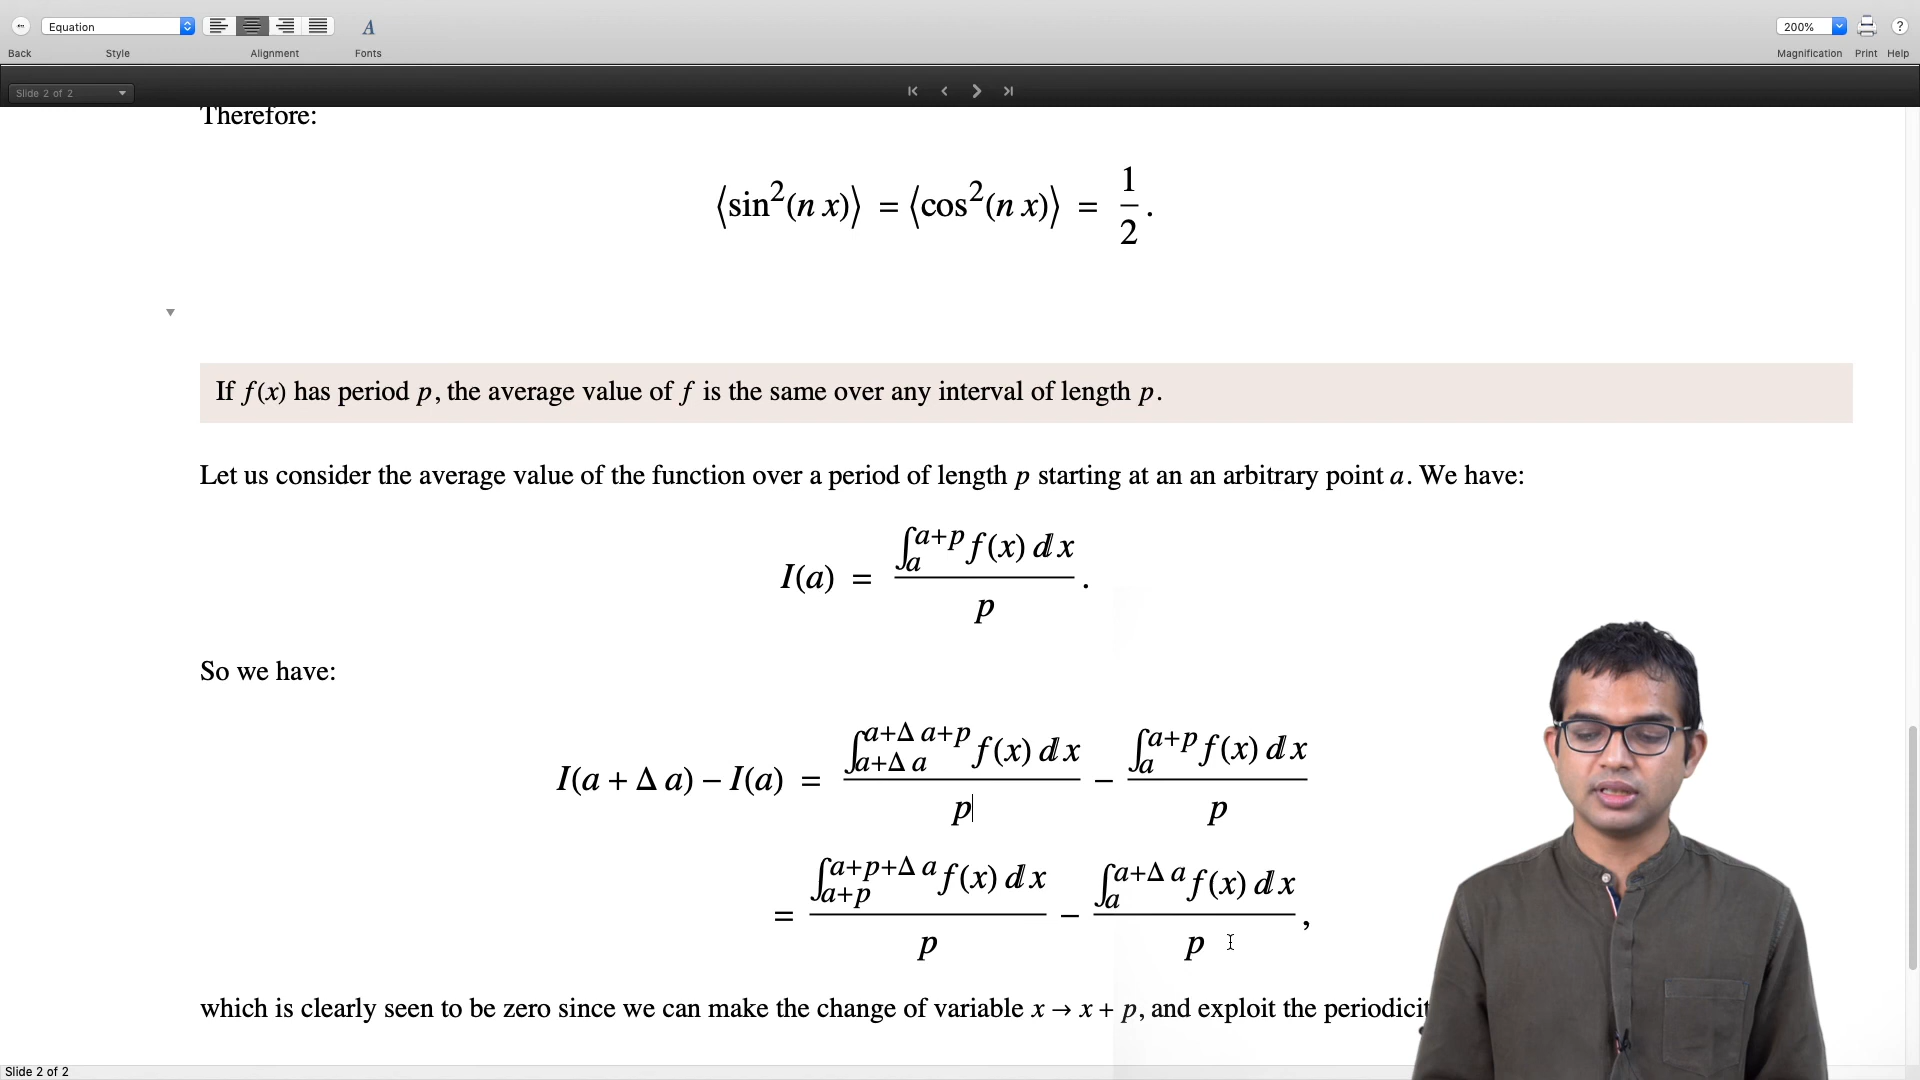 Equation
200%
Back
Style
Alignment
Fonts
Magnification
Print
Help
Slide 2 of 2
Therefore:
⟨sin²(n x)⟩ = ⟨cos²(n x)⟩ = 1/2 .
If f(x) has period p, the average value of f is the same over any interval of length p.
Let us consider the average value of the function over a period of length p starting at an an arbitrary point a. We have:
I(a) = ∫_a^{a+p} f(x) ⅆx / p .
So we have:
I(a + Δ a) − I(a) = ∫_{a+Δ a}^{a+Δ a+p} f(x) ⅆx / p − ∫_a^{a+p} f(x) ⅆx / p
= ∫_{a+p}^{a+p+Δ a} f(x) ⅆx / p − ∫_a^{a+Δ a} f(x) ⅆx / p ,
which is clearly seen to be zero since we can make the change of variable x → x + p, and exploit the periodicit
Slide 2 of 2